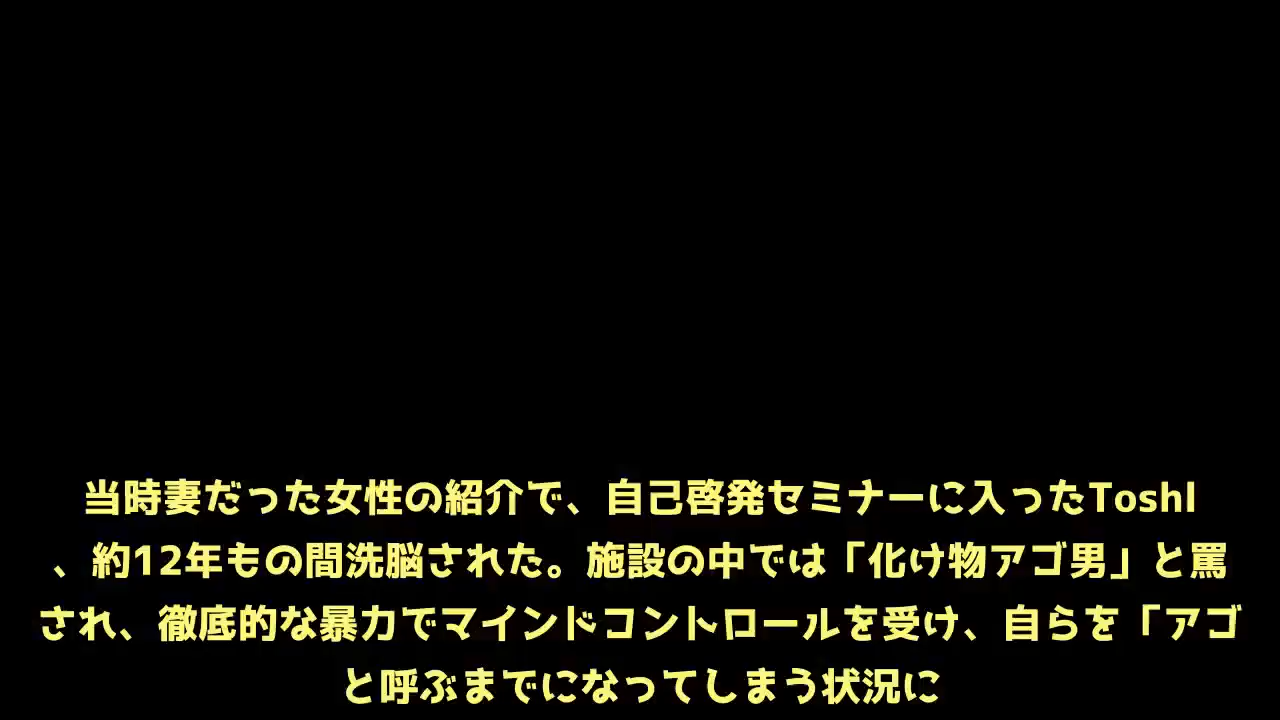 当時妻だった女性の紹介で、自己啓発セミナーに入ったToshl
、約12年もの間洗脳された。施設の中では「化け物アゴ男」と罵
され、徹底的な暴力でマインドコントロールを受け、自らを「アゴ
と呼ぶまでになってしまう状況に